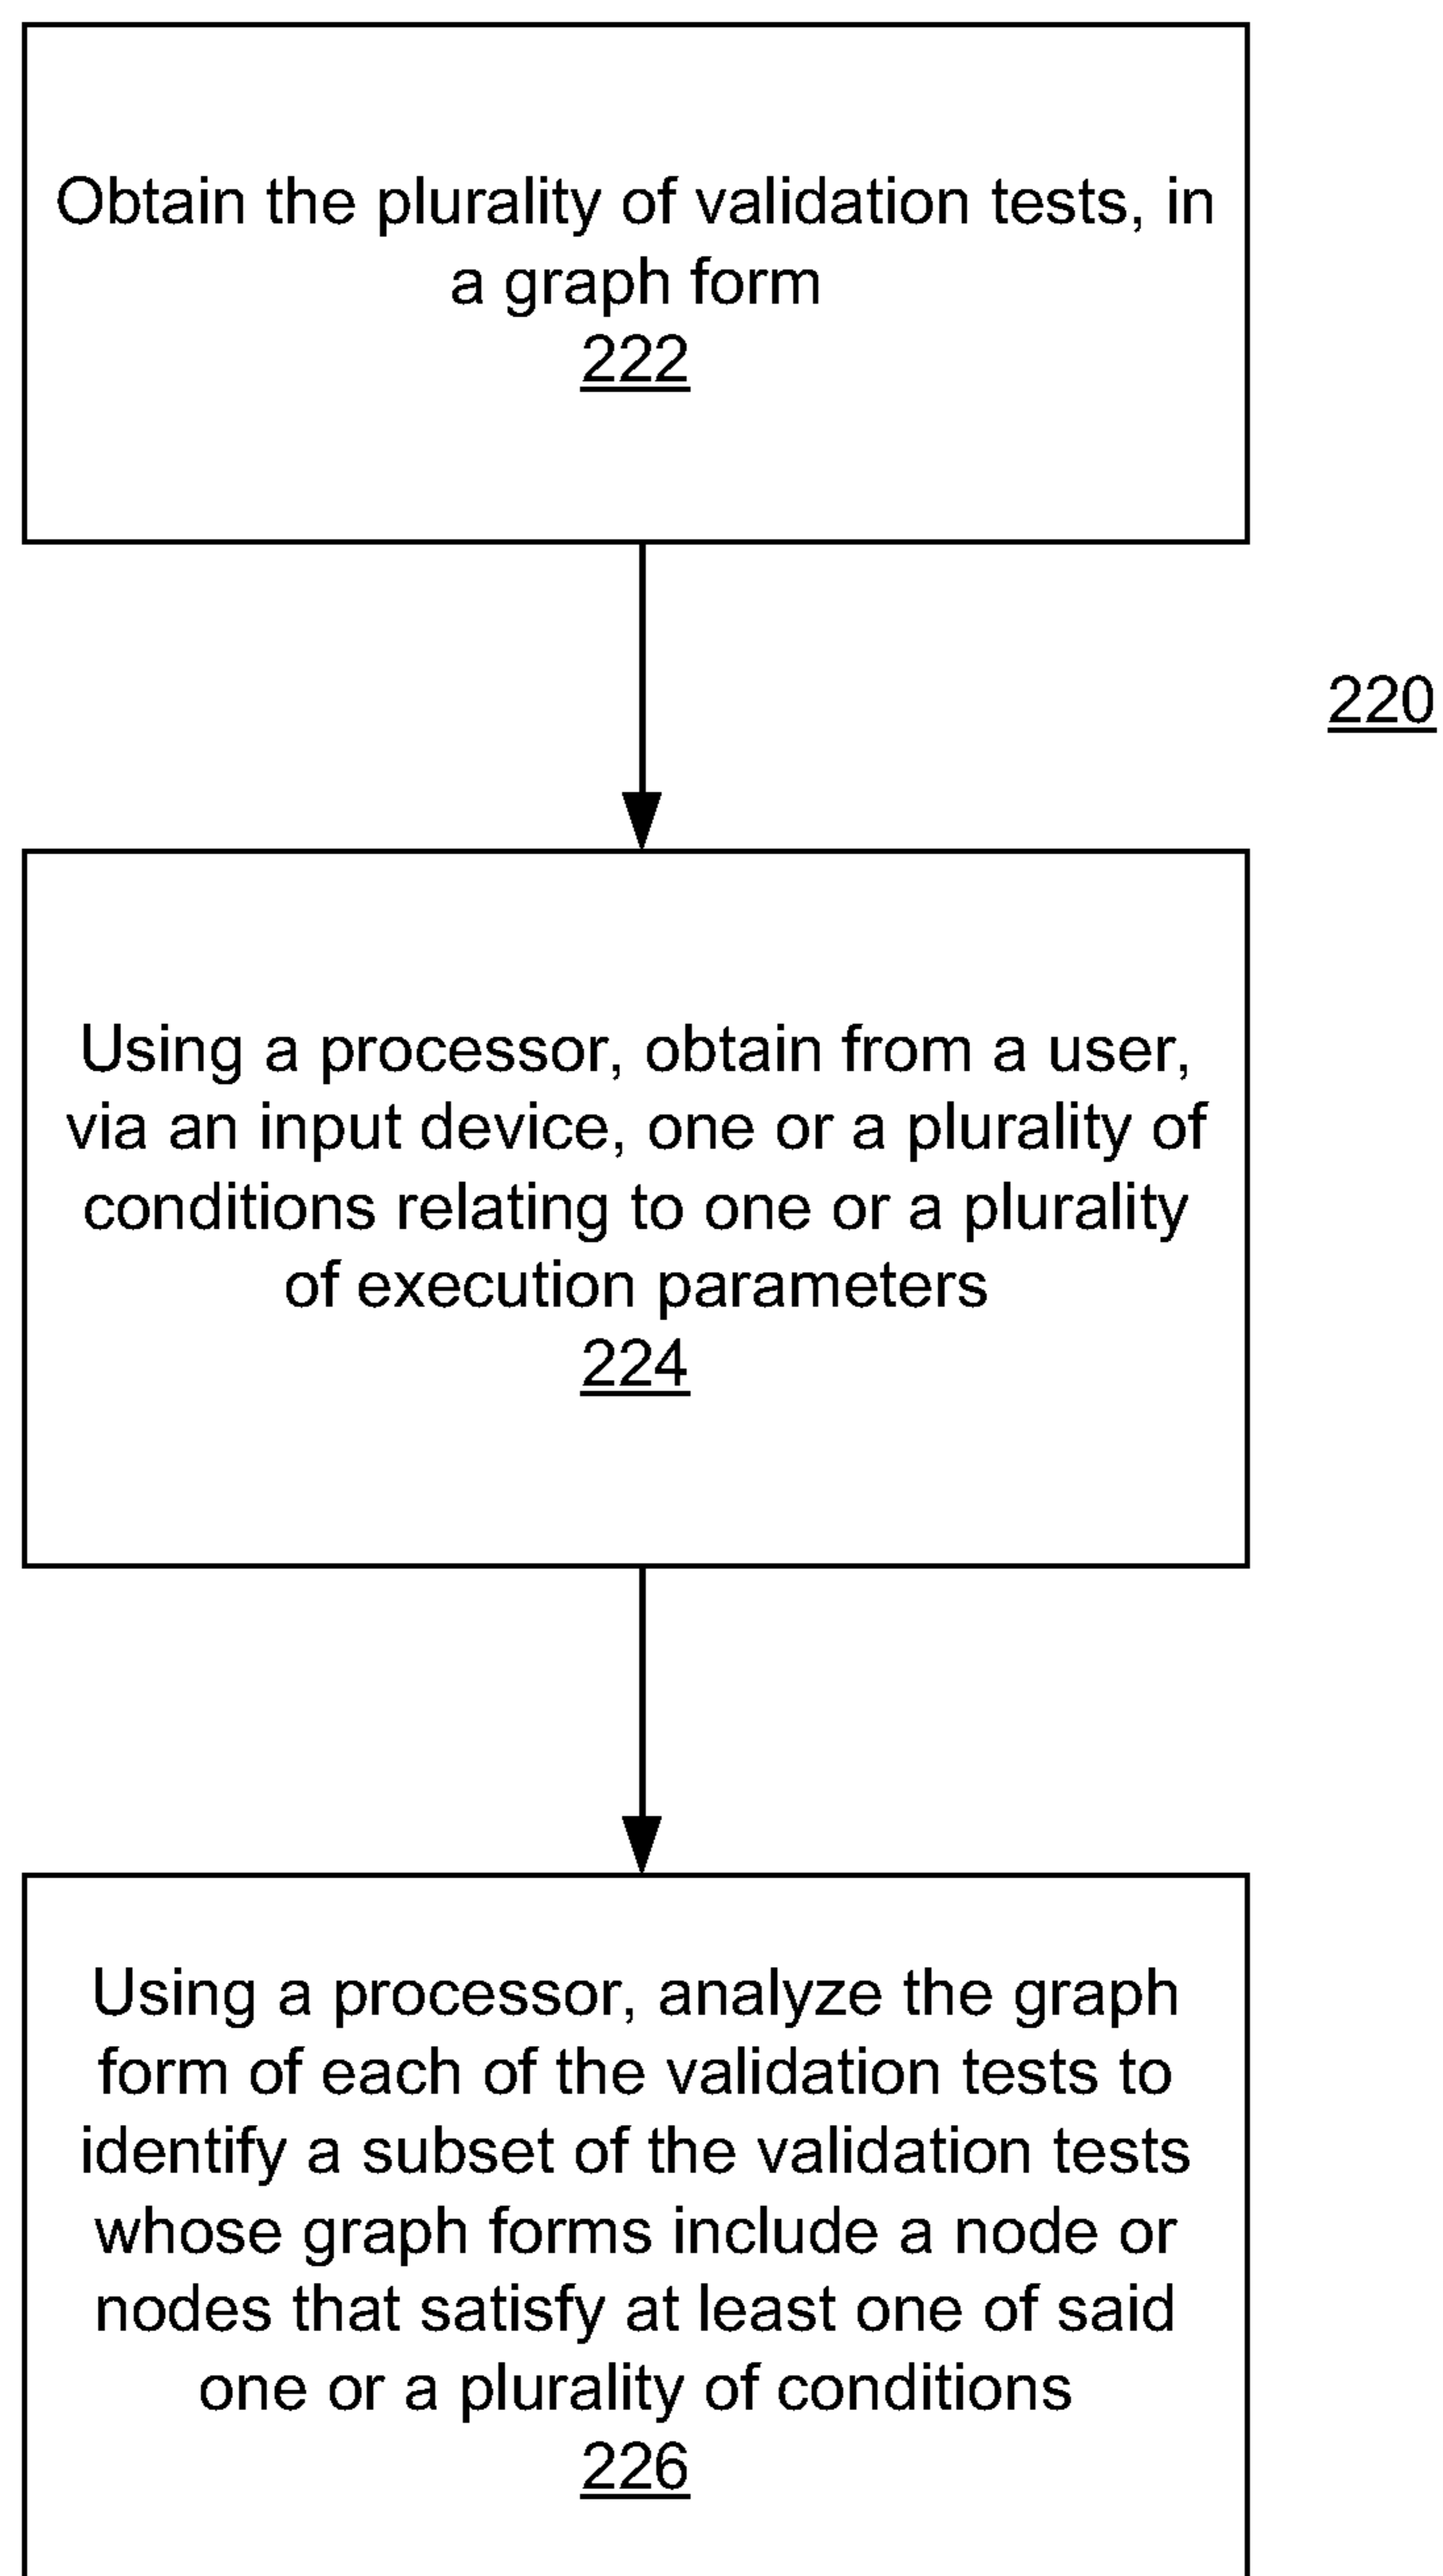 Obtain the plurality of validation tests, in
a graph form
222
220
Using a processor, obtain from a user,
via an input device, one or a plurality of
conditions relating to one or a plurality
of execution parameters
224
Using a processor, analyze the graph
form of each of the validation tests to
identify a subset of the validation tests
whose graph forms include a node or
nodes that satisfy at least one of said
one or a plurality of conditions
226